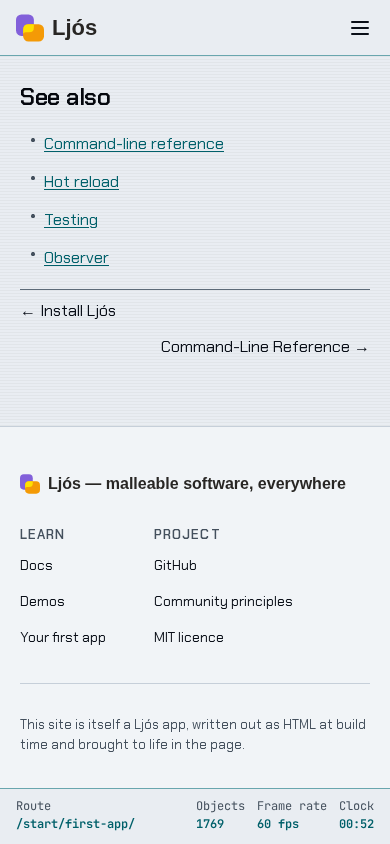 Ljós
See also
Command-line reference
Hot reload
Testing
Observer
← Install Ljós
Command-Line Reference →
Ljós — malleable software, everywhere
LEARN
Docs
Demos
Your first app
PROJECT
GitHub
Community principles
MIT licence
This site is itself a Ljós app, written out as HTML at build
time and brought to life in the page.
Route
/start/first-app/
Objects
1769
Frame rate
60 fps
Clock
00:52